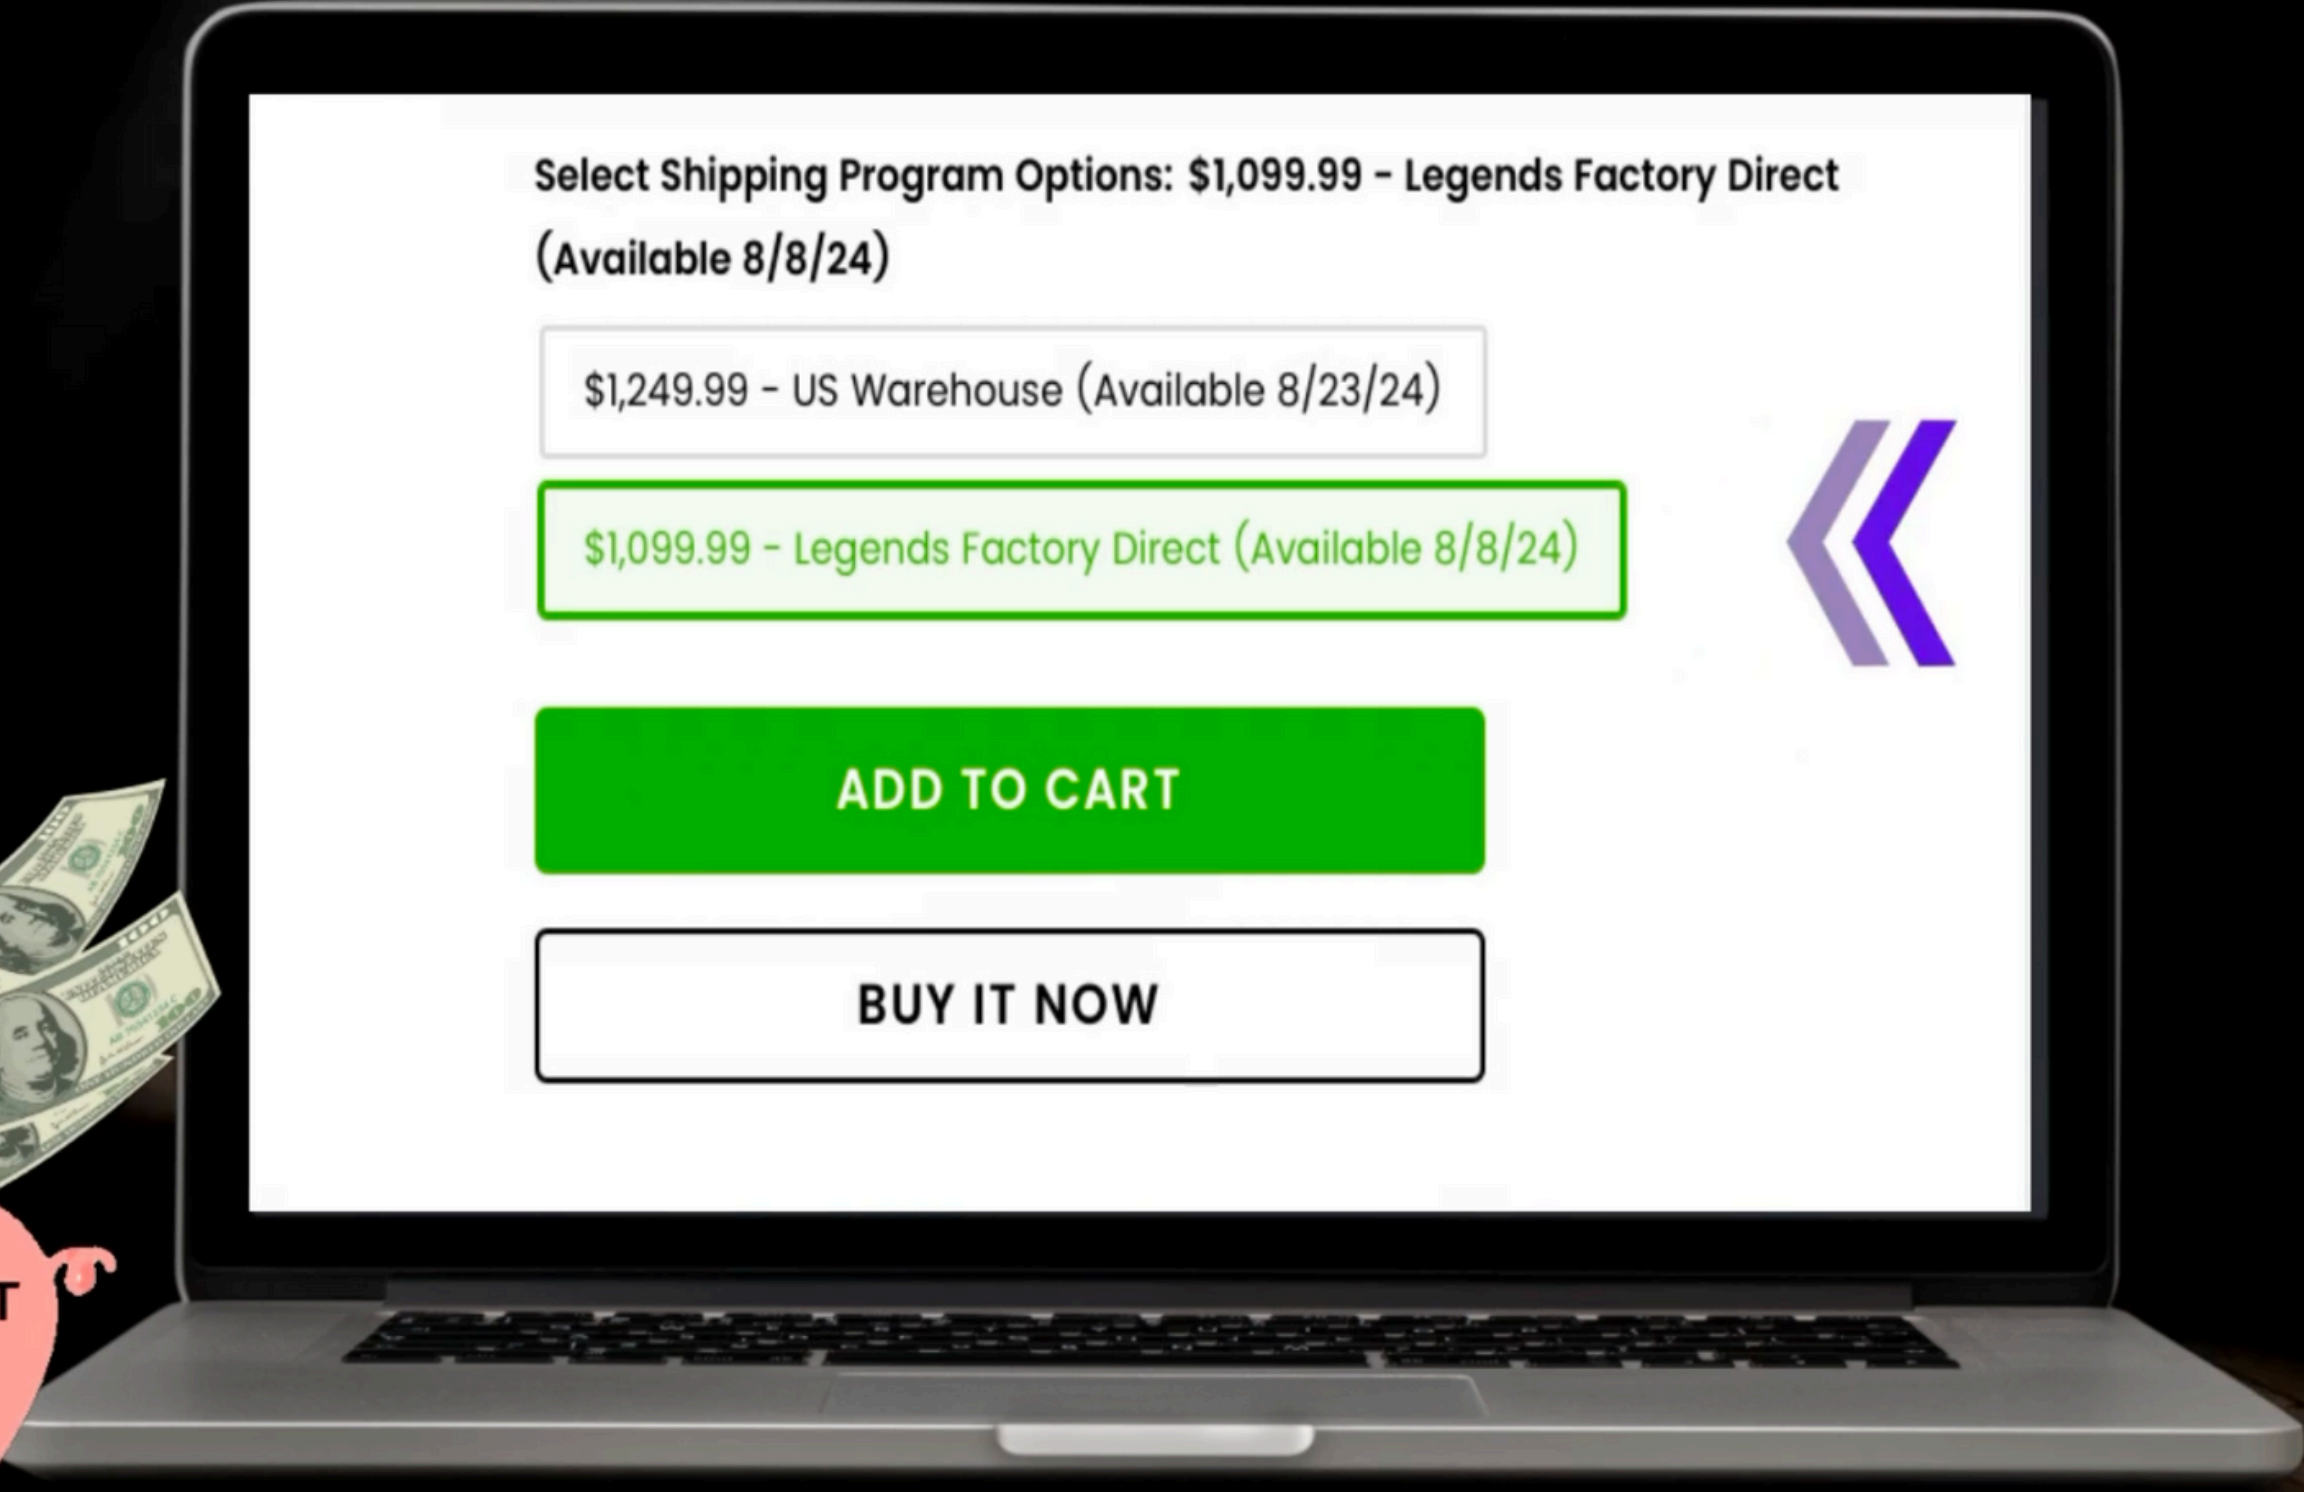 Select Shipping Program Options: $1,099.99 - Legends Factory Direct
(Available 8/8/24)
$1,249.99 - US Warehouse (Available 8/23/24)
$1,099.99 - Legends Factory Direct (Available 8/8/24)
ADD TO CART
BUY IT NOW
T